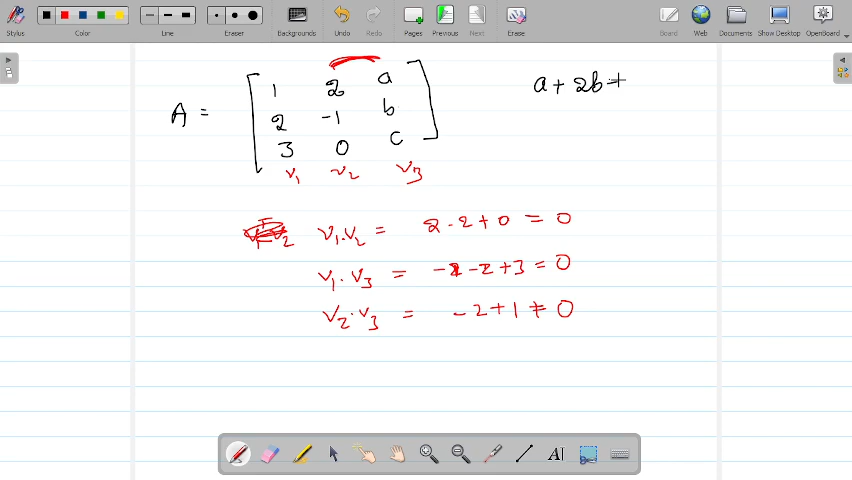 Stylus Color Line Eraser Backgrounds Undo Redo Pages Previous Next Erase Board Web Documents Show Desktop OpenBoard
A = [ 1 2 a
2 -1 b
3 0 c ]
v1 v2 v3
a + 2b +
v1.v2 = 2 - 2 + 0 = 0
v1.v3 = -1 - 2 + 3 = 0
v2.v3 = -2 + 1 ≠ 0